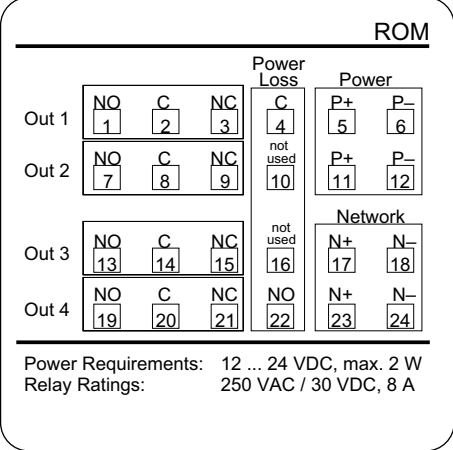 ROM
Power
Loss Power
NO C NC C P+ P–
Out 1 1 2 3 4 5 6
not
used
NO C NC P+ P–
Out 2 7 8 9 10 11 12
Network
not
used
NO C NC N+ N–
Out 3 13 14 15 16 17 18
NO C NC NO N+ N–
Out 4 19 20 21 22 23 24
Power Requirements: 12 ... 24 VDC, max. 2 W
Relay Ratings: 250 VAC / 30 VDC, 8 A